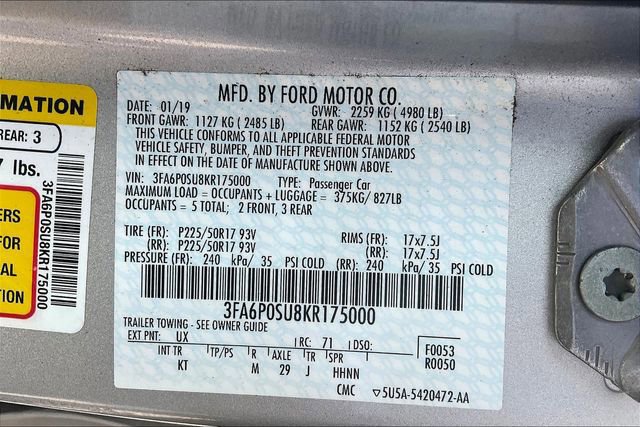 MFD. BY FORD MOTOR CO.
DATE: 01/19 GVWR: 2259 KG ( 4980 LB)
FRONT GAWR: 1127 KG ( 2485 LB) REAR GAWR: 1152 KG ( 2540 LB)
THIS VEHICLE CONFORMS TO ALL APPLICABLE FEDERAL MOTOR
VEHICLE SAFETY, BUMPER, AND THEFT PREVENTION STANDARDS
IN EFFECT ON THE DATE OF MANUFACTURE SHOWN ABOVE.
VIN: 3FA6P0SU8KR175000 TYPE: Passenger Car
MAXIMUM LOAD = OCCUPANTS + LUGGAGE = 375KG/ 827LB
OCCUPANTS = 5 TOTAL; 2 FRONT, 3 REAR
TIRE (FR): P225/50R17 93V RIMS (FR): 17x7.5J
(RR): P225/50R17 93V (RR): 17x7.5J
PRESSURE (FR): 240 kPa/ 35 PSI COLD (RR): 240 kPa/ 35 PSI COLD
3FA6P0SU8KR175000
TRAILER TOWING - SEE OWNER GUIDE
EXT PNT: UX RC: 71 DSO: F0053
R0050
INT TR TP/PS R AXLE TR SPR
KT M 29 J HHNN
CMC ▽5U5A-5420472-AA
MATION
REAR: 3
lbs.
3FA6P0SU8KR175000
ERS
FOR
AL
TION